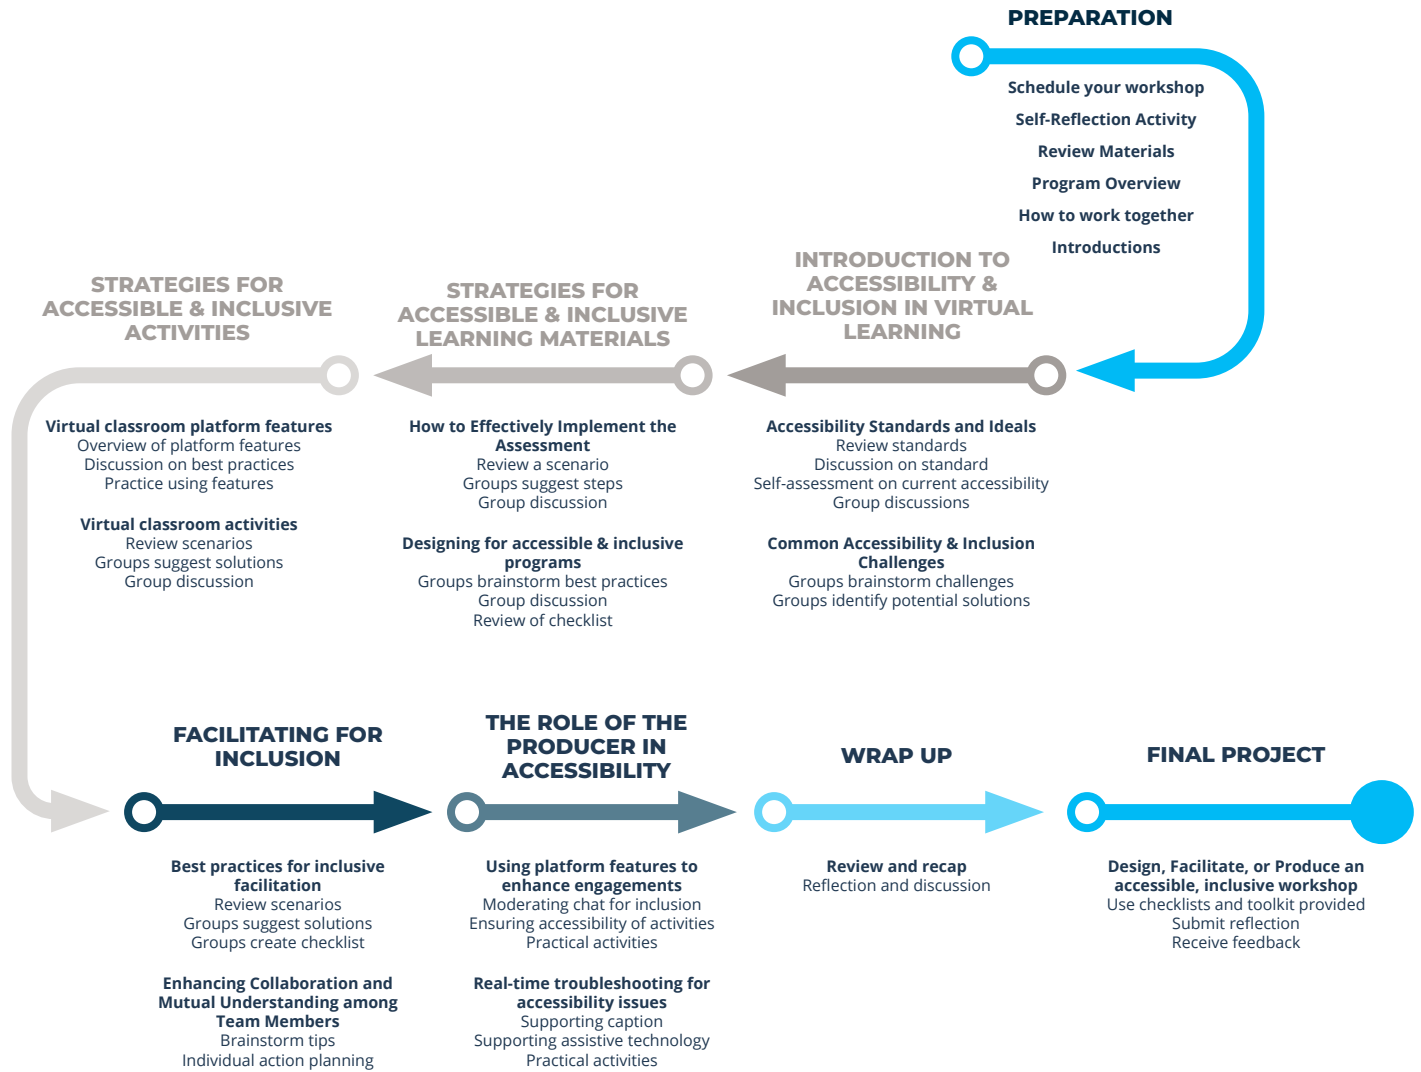 PREPARATION
Schedule your workshop
Self-Reflection Activity
Review Materials
Program Overview
How to work together
Introductions
INTRODUCTION TO
ACCESSIBILITY &
INCLUSION IN VIRTUAL
LEARNING
Accessibility Standards and Ideals
Review standards
Discussion on standard
Self-assessment on current accessibility
Group discussions
Common Accessibility & Inclusion
Challenges
Groups brainstorm challenges
Groups identify potential solutions
STRATEGIES FOR
ACCESSIBLE & INCLUSIVE
LEARNING MATERIALS
How to Effectively Implement the
Assessment
Review a scenario
Groups suggest steps
Group discussion
Designing for accessible & inclusive
programs
Groups brainstorm best practices
Group discussion
Review of checklist
STRATEGIES FOR
ACCESSIBLE & INCLUSIVE
ACTIVITIES
Virtual classroom platform features
Overview of platform features
Discussion on best practices
Practice using features
Virtual classroom activities
Review scenarios
Groups suggest solutions
Group discussion
FACILITATING FOR
INCLUSION
Best practices for inclusive
facilitation
Review scenarios
Groups suggest solutions
Groups create checklist
Enhancing Collaboration and
Mutual Understanding among
Team Members
Brainstorm tips
Individual action planning
THE ROLE OF THE
PRODUCER IN
ACCESSIBILITY
Using platform features to
enhance engagements
Moderating chat for inclusion
Ensuring accessibility of activities
Practical activities
Real-time troubleshooting for
accessibility issues
Supporting caption
Supporting assistive technology
Practical activities
WRAP UP
Review and recap
Reflection and discussion
FINAL PROJECT
Design, Facilitate, or Produce an
accessible, inclusive workshop
Use checklists and toolkit provided
Submit reflection
Receive feedback